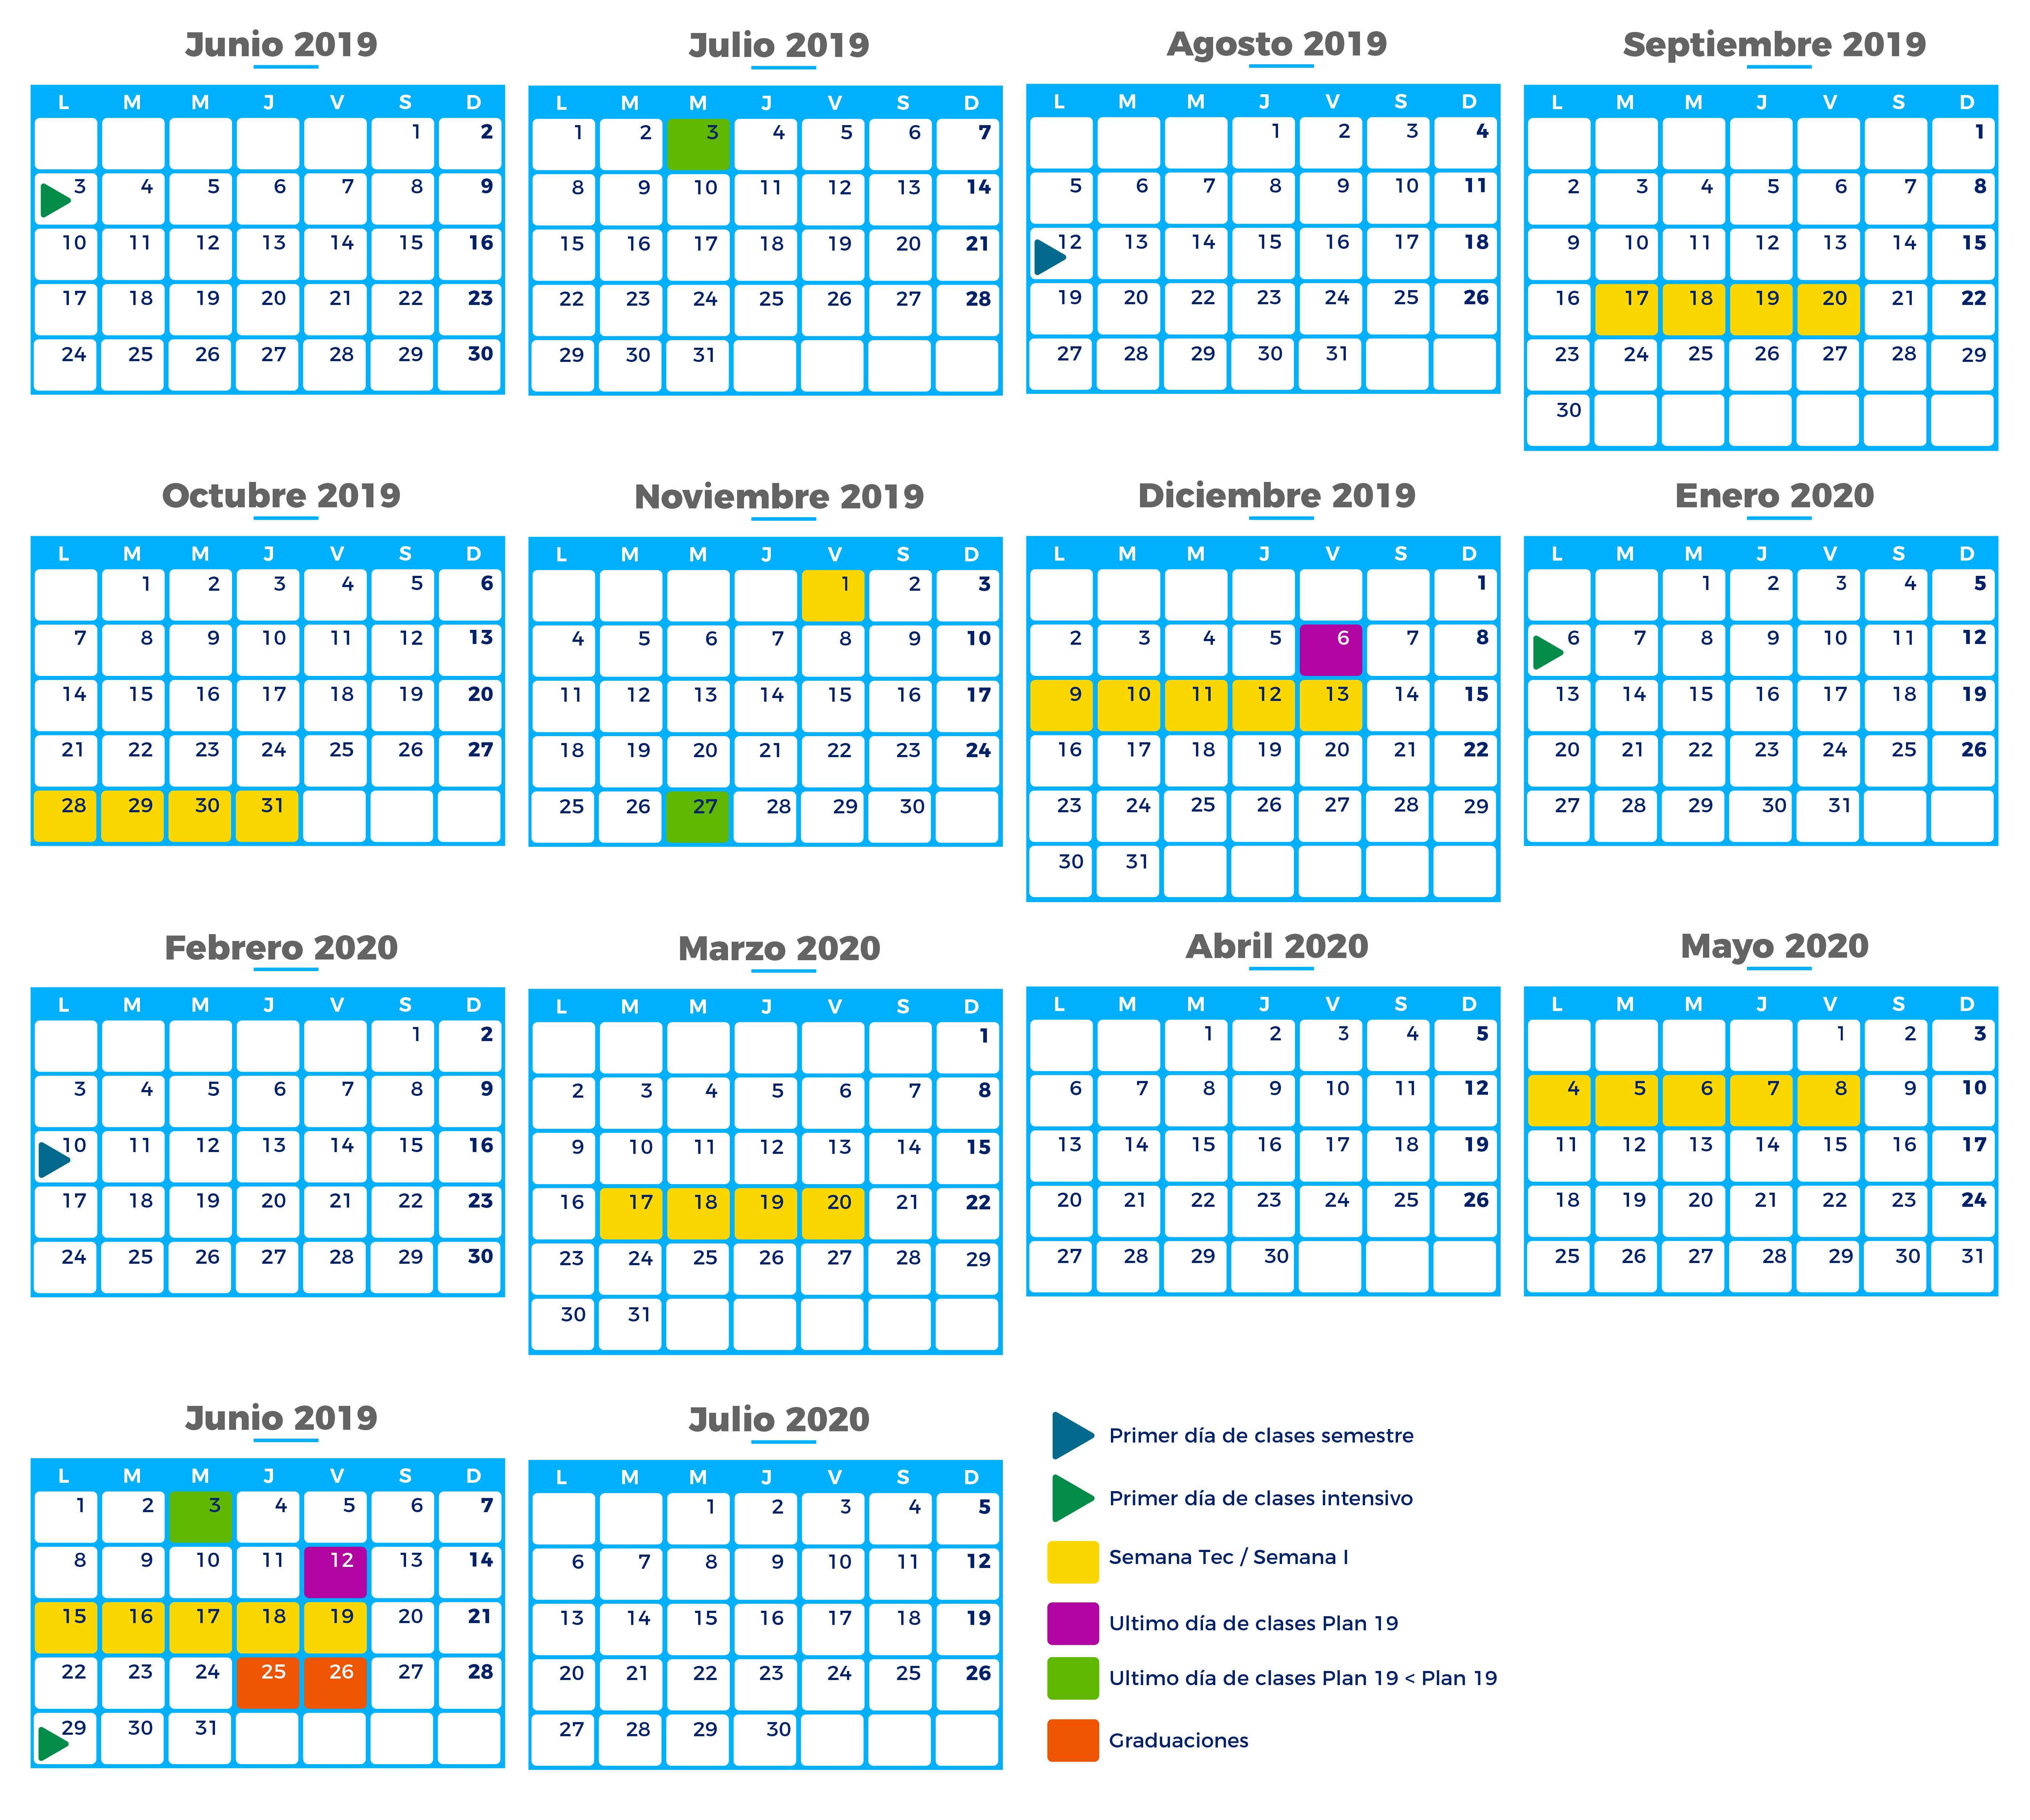 Junio 2019
L M M J V S D
1 2
3 4 5 6 7 8 9
10 11 12 13 14 15 16
17 18 19 20 21 22 23
24 25 26 27 28 29 30
Julio 2019
L M M J V S D
1 2 3 4 5 6 7
8 9 10 11 12 13 14
15 16 17 18 19 20 21
22 23 24 25 26 27 28
29 30 31
Agosto 2019
L M M J V S D
1 2 3 4
5 6 7 8 9 10 11
12 13 14 15 16 17 18
19 20 22 23 24 25 26
27 28 29 30 31
Septiembre 2019
L M M J V S D
1
2 3 4 5 6 7 8
9 10 11 12 13 14 15
16 17 18 19 20 21 22
23 24 25 26 27 28 29
30
Octubre 2019
L M M J V S D
1 2 3 4 5 6
7 8 9 10 11 12 13
14 15 16 17 18 19 20
21 22 23 24 25 26 27
28 29 30 31
Noviembre 2019
L M M J V S D
1 2 3
4 5 6 7 8 9 10
11 12 13 14 15 16 17
18 19 20 21 22 23 24
25 26 27 28 29 30
Diciembre 2019
L M M J V S D
1
2 3 4 5 6 7 8
9 10 11 12 13 14 15
16 17 18 19 20 21 22
23 24 25 26 27 28 29
30 31
Enero 2020
L M M J V S D
1 2 3 4 5
6 7 8 9 10 11 12
13 14 15 16 17 18 19
20 21 22 23 24 25 26
27 28 29 30 31
Febrero 2020
L M M J V S D
1 2
3 4 5 6 7 8 9
10 11 12 13 14 15 16
17 18 19 20 21 22 23
24 25 26 27 28 29 30
Marzo 2020
L M M J V S D
1
2 3 4 5 6 7 8
9 10 11 12 13 14 15
16 17 18 19 20 21 22
23 24 25 26 27 28 29
30 31
Abril 2020
L M M J V S D
1 2 3 4 5
6 7 8 9 10 11 12
13 14 15 16 17 18 19
20 21 22 23 24 25 26
27 28 29 30
Mayo 2020
L M M J V S D
1 2 3
4 5 6 7 8 9 10
11 12 13 14 15 16 17
18 19 20 21 22 23 24
25 26 27 28 29 30 31
Junio 2019
L M M J V S D
1 2 3 4 5 6 7
8 9 10 11 12 13 14
15 16 17 18 19 20 21
22 23 24 25 26 27 28
29 30 31
Julio 2020
L M M J V S D
1 2 3 4 5
6 7 8 9 10 11 12
13 14 15 16 17 18 19
20 21 22 23 24 25 26
27 28 29 30
Primer día de clases semestre
Primer día de clases intensivo
Semana Tec / Semana I
Ultimo día de clases Plan 19
Ultimo día de clases Plan 19 < Plan 19
Graduaciones